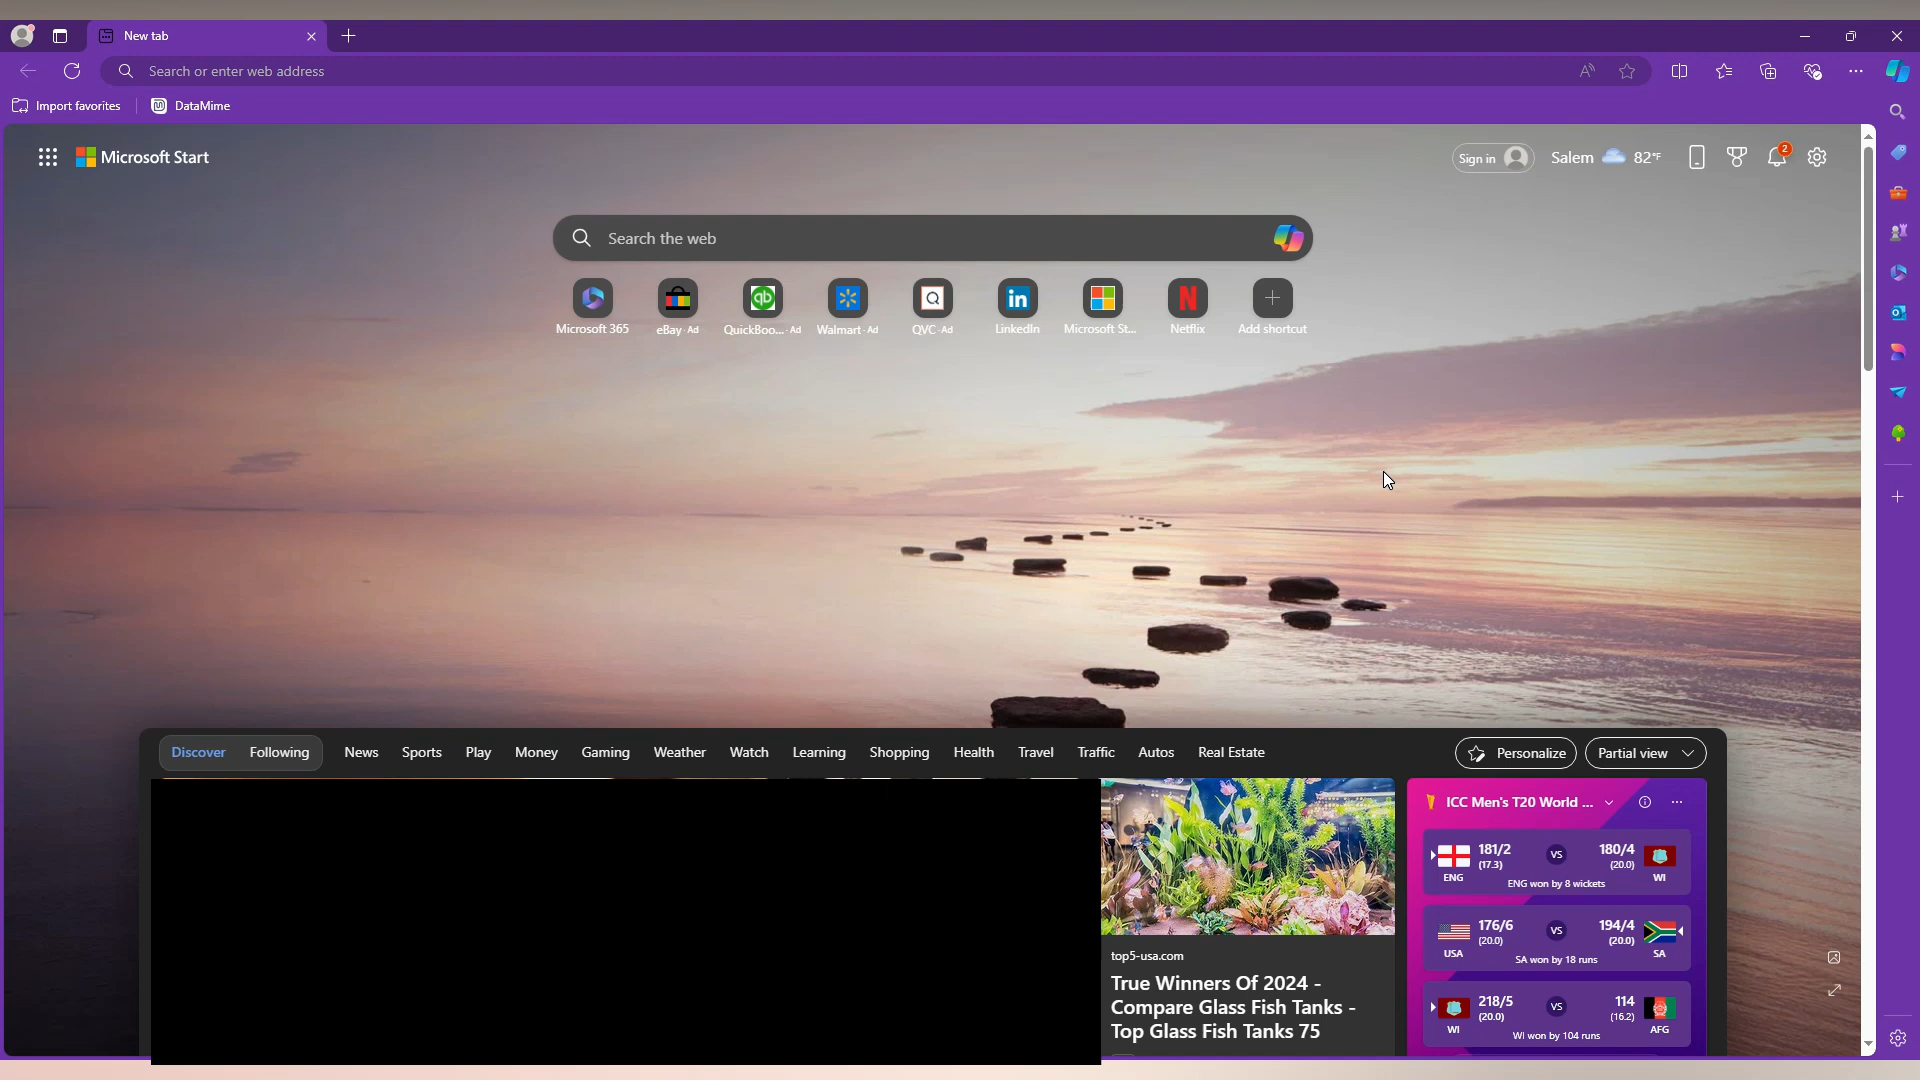 New tab
Search or enter web address
Import favorites
DataMime
Microsoft Start
Sign in
Salem
82°F
2
Search the web
Microsoft 365
eBay · Ad
QuickBoo... · Ad
Walmart · Ad
QVC · Ad
LinkedIn
Microsoft St...
Netflix
Add shortcut
Discover
Following
News
Sports
Play
Money
Gaming
Weather
Watch
Learning
Shopping
Health
Travel
Traffic
Autos
Real Estate
Personalize
Partial view
top5-usa.com
True Winners Of 2024 -
Compare Glass Fish Tanks -
Top Glass Fish Tanks 75
ICC Men's T20 World ...
181/2 VS 180/4
(17.3) (20.0)
ENG WI
ENG won by 8 wickets
176/6 VS 194/4
(20.0) (20.0)
USA SA
SA won by 18 runs
218/5 VS 114
(20.0) (16.2)
WI AFG
WI won by 104 runs